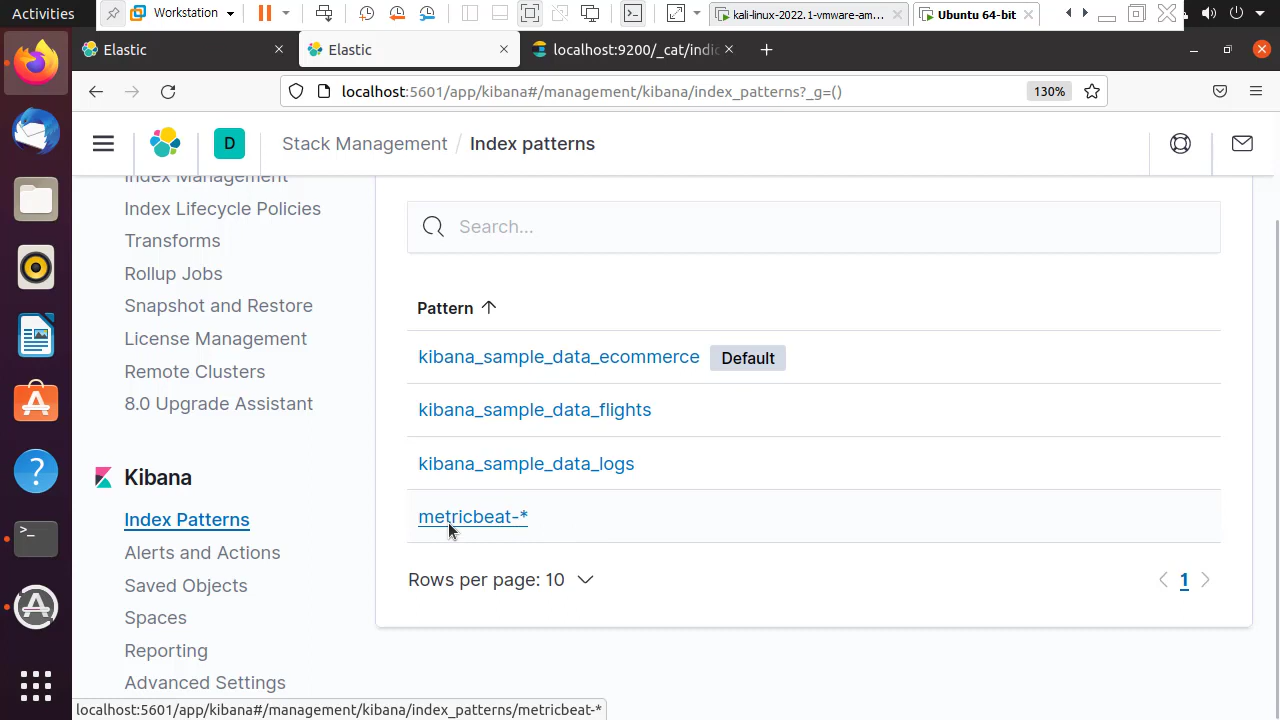 Activities
Workstation
kali-linux-2022.1-vmware-am...
Ubuntu 64-bit
Elastic
Elastic
localhost:9200/_cat/indic
localhost:5601/app/kibana#/management/kibana/index_patterns?_g=()
130%
D
Stack Management / Index patterns
Index Management
Index Lifecycle Policies
Transforms
Rollup Jobs
Snapshot and Restore
License Management
Remote Clusters
8.0 Upgrade Assistant
Kibana
Index Patterns
Alerts and Actions
Saved Objects
Spaces
Reporting
Advanced Settings
Search...
Pattern
kibana_sample_data_ecommerce Default
kibana_sample_data_flights
kibana_sample_data_logs
metricbeat-*
Rows per page: 10
1
localhost:5601/app/kibana#/management/kibana/index_patterns/metricbeat-*